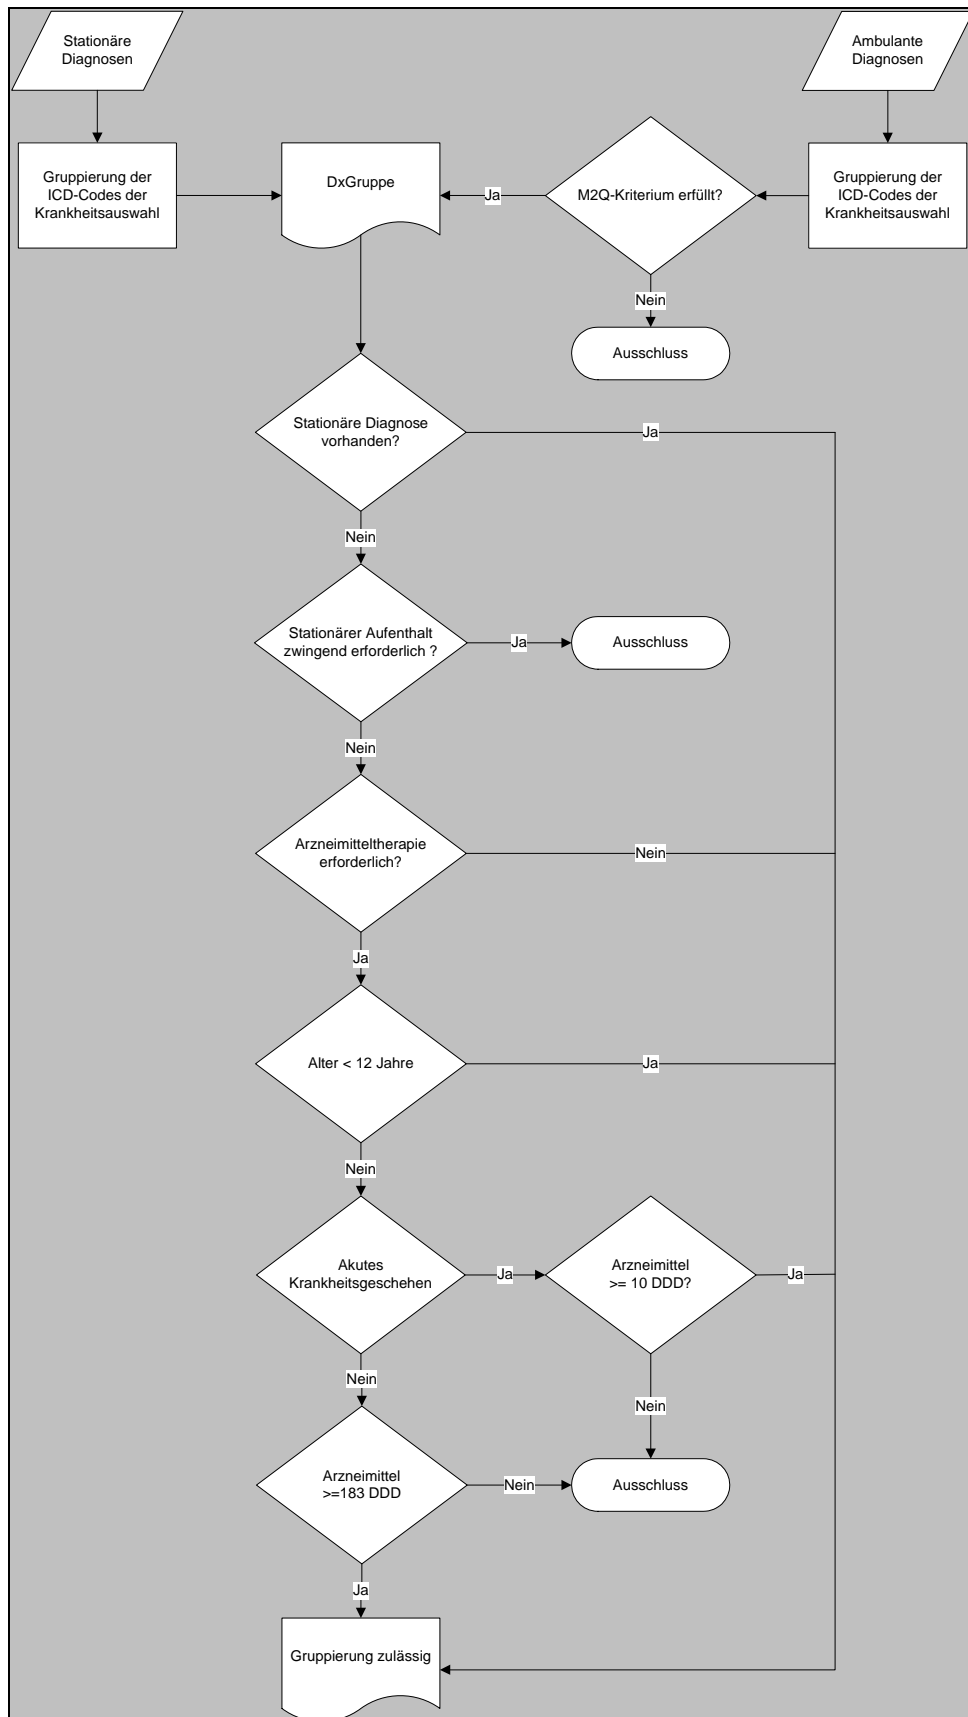 Stationäre
Diagnosen
Ambulante
Diagnosen
Gruppierung der
ICD-Codes der
Krankheitsauswahl
DxGruppe
Ja
M2Q-Kriterium erfüllt?
Gruppierung der
ICD-Codes der
Krankheitsauswahl
Nein
Ausschluss
Stationäre Diagnose
vorhanden?
Ja
Nein
Stationärer Aufenthalt
zwingend erforderlich ?
Ja
Ausschluss
Nein
Arzneimitteltherapie
erforderlich?
Nein
Ja
Alter < 12 Jahre
Ja
Nein
Akutes
Krankheitsgeschehen
Ja
Arzneimittel
>= 10 DDD?
Ja
Nein
Nein
Arzneimittel
>=183 DDD
Nein
Ausschluss
Ja
Gruppierung zulässig